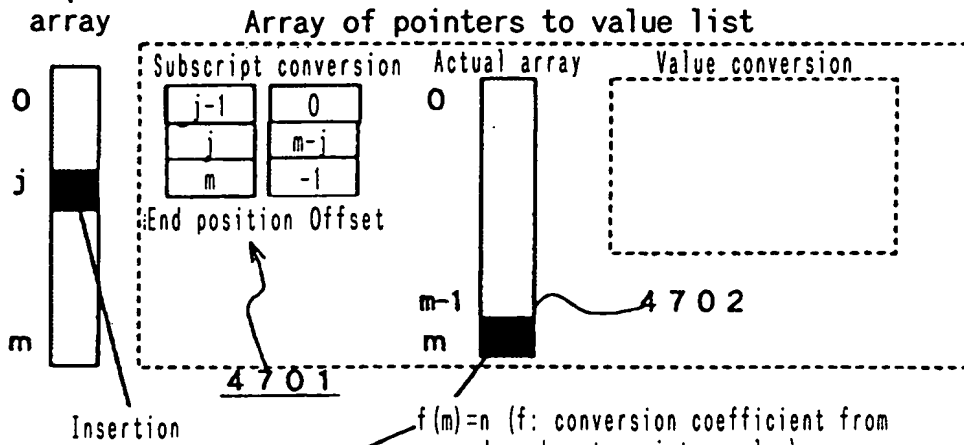 array
Array of pointers to value list
Subscript conversion
Actual array
Value conversion
0
j-1 0
0
j m-j
j
m -1
End position Offset
m-1
4702
m
m
4701
Insertion
f(m)=n (f: conversion coefficient from